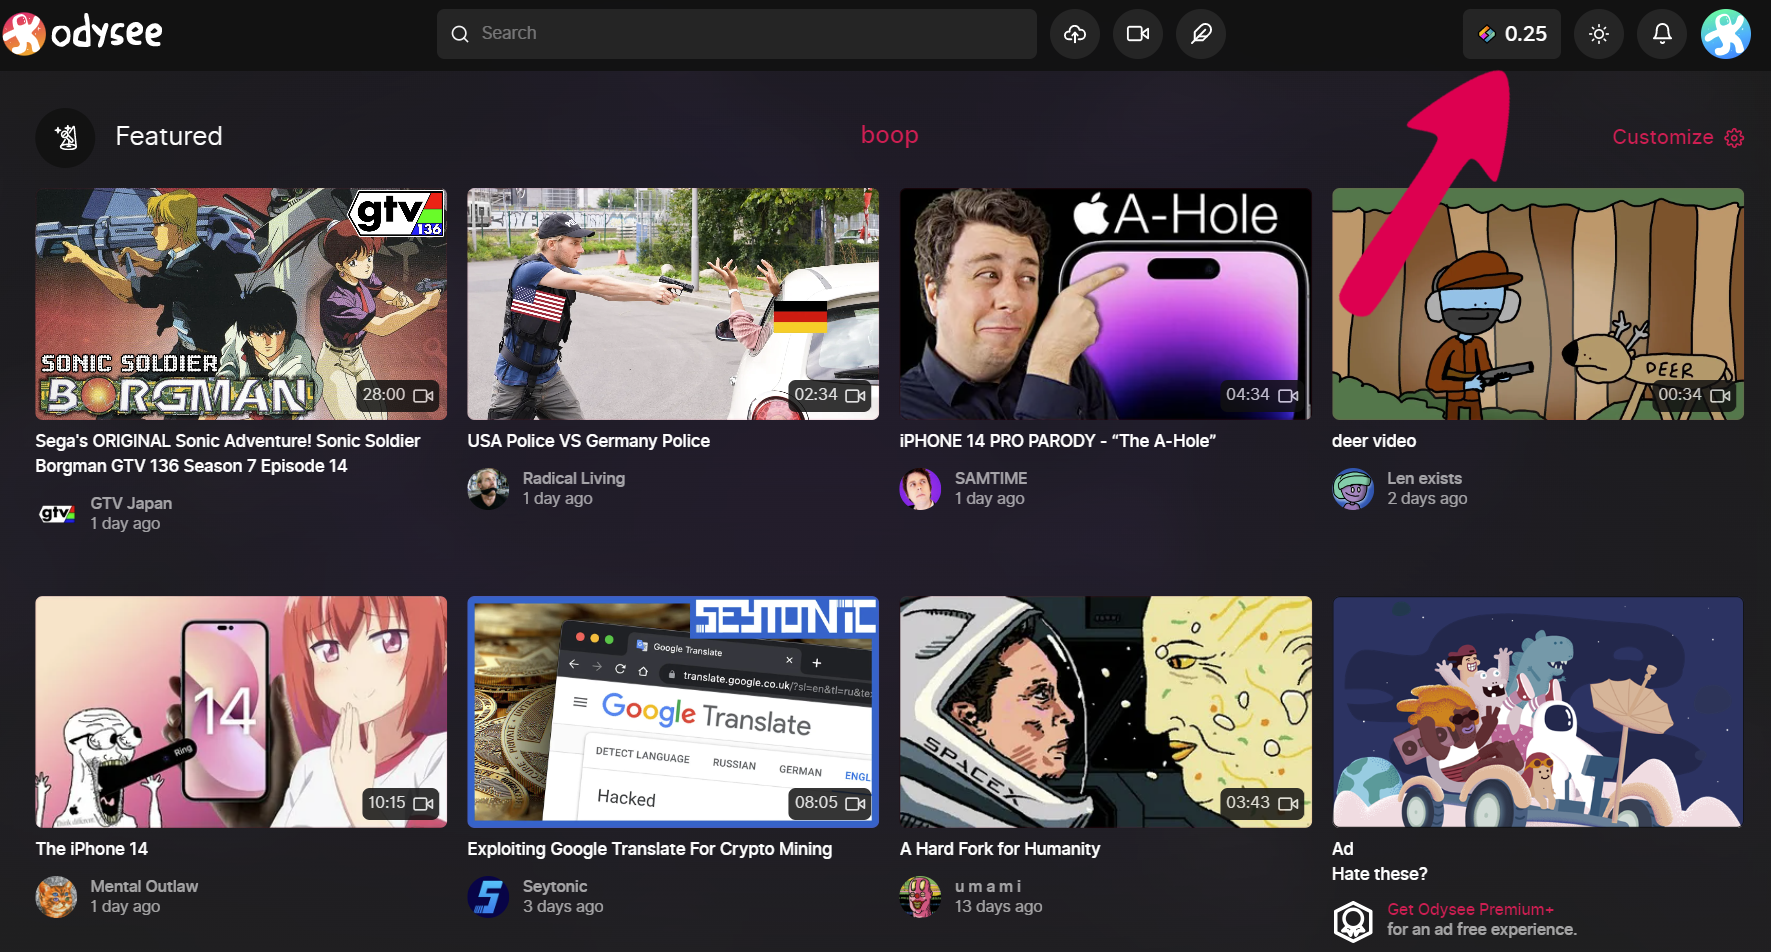 odysee
Search
0.25
Featured
boop
Customize
gtv
136
SONIC SOLDIER
BORGMAN
28:00
02:34
A-Hole
04:34
DEER
00:34
Sega's ORIGINAL Sonic Adventure! Sonic Soldier
Borgman GTV 136 Season 7 Episode 14
gtv
GTV Japan
1 day ago
USA Police VS Germany Police
Radical Living
1 day ago
iPHONE 14 PRO PARODY - “The A-Hole”
SAMTIME
1 day ago
deer video
Len exists
2 days ago
14
Ring
10:15
SEYTONIC
Google Translate
translate.google.co.uk/?sl=en&tl=ru&te
Google Translate
DETECT LANGUAGE
RUSSIAN
GERMAN
ENGL
Hacked
08:05
SPACEX
03:43
The iPhone 14
Mental Outlaw
1 day ago
Exploiting Google Translate For Crypto Mining
Seytonic
3 days ago
A Hard Fork for Humanity
u m a m i
13 days ago
Ad
Hate these?
Get Odysee Premium+
for an ad free experience.